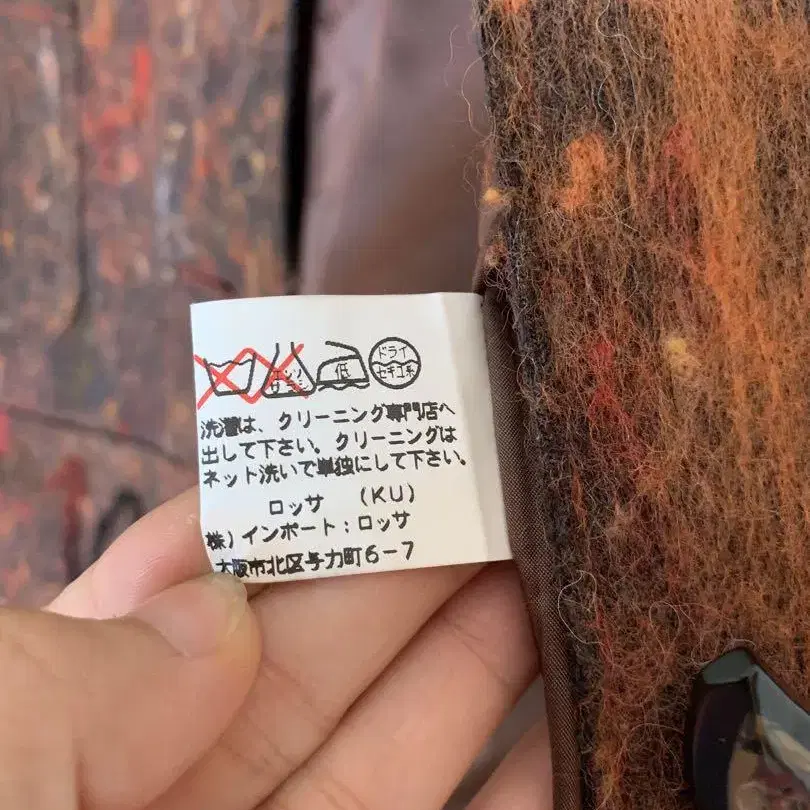 エンソ
サラシ
低
ドライ
セキユ系
洗濯は、クリーニング専門店へ
出して下さい。クリーニングは
ネット洗いで単独にして下さい。
ロッサ (KU)
株)インポート:ロッサ
大阪市北区与力町6-7